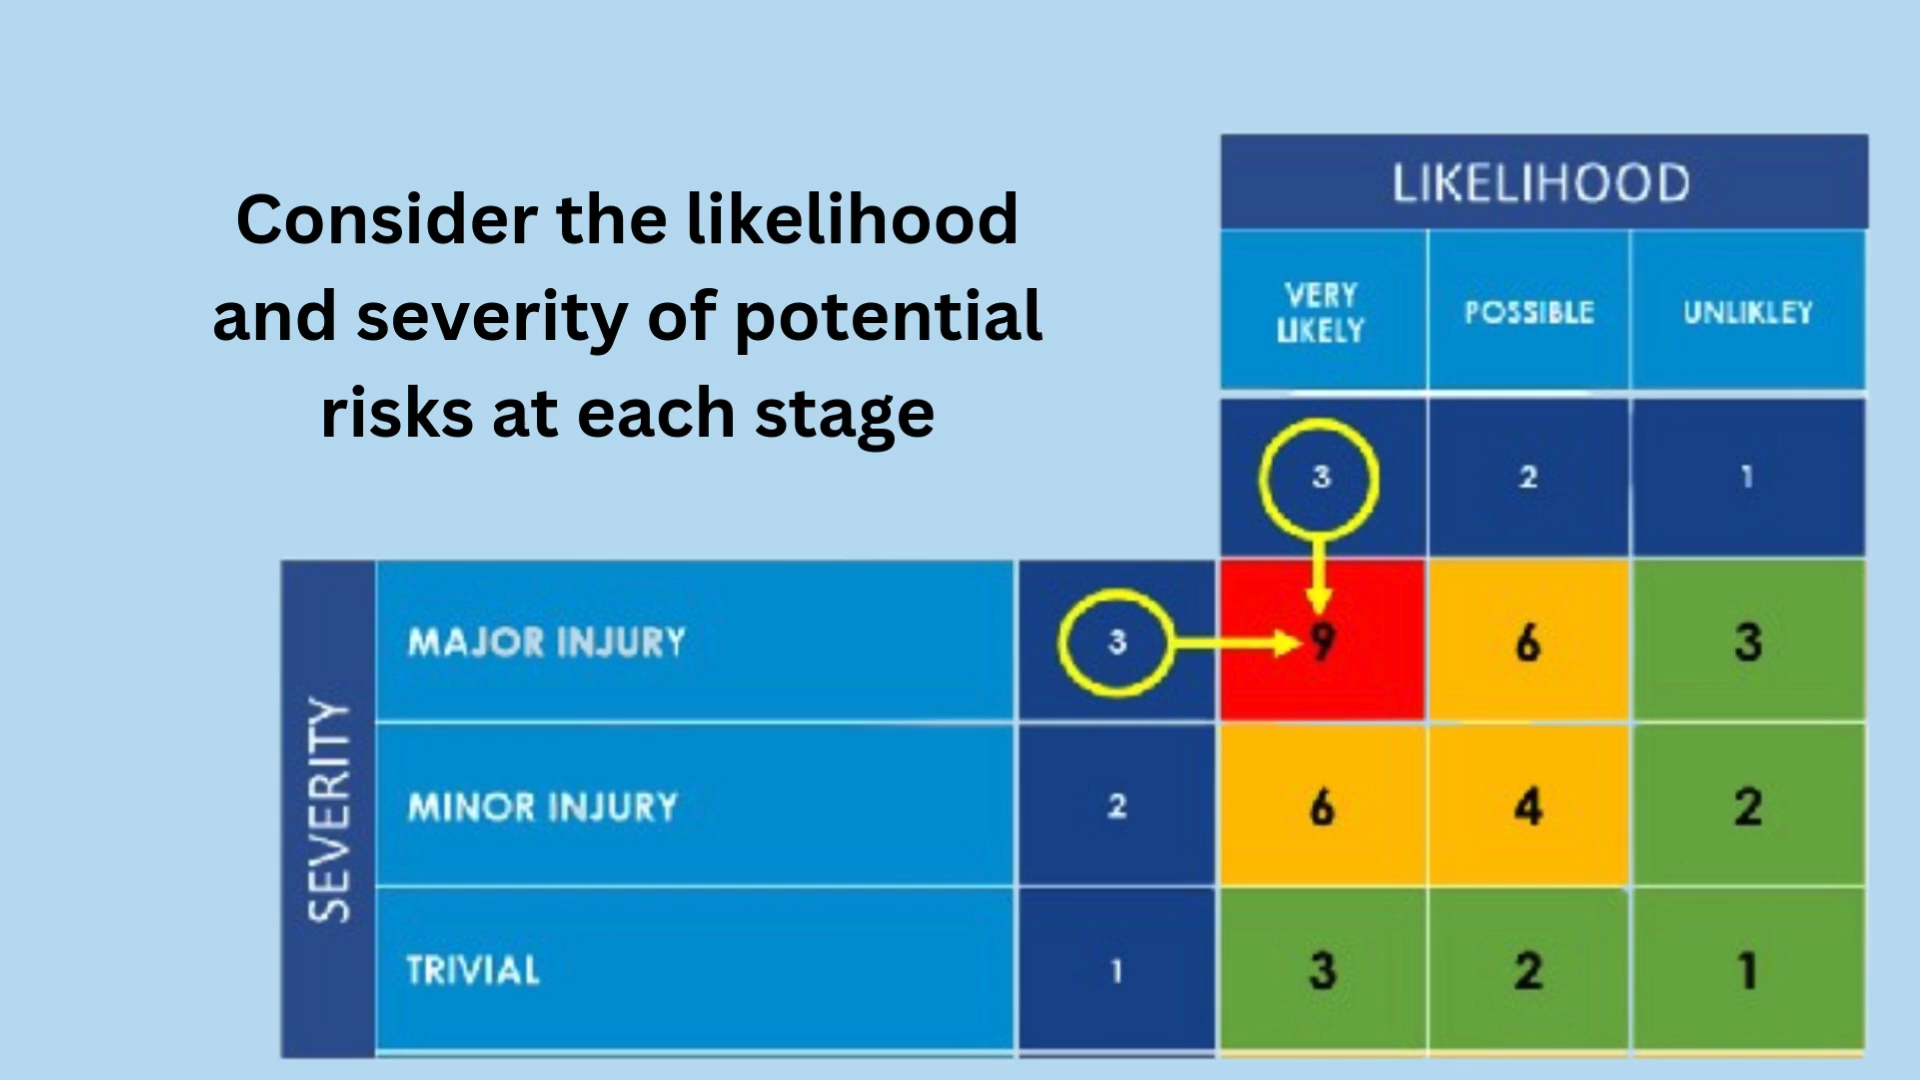 Consider the likelihood
and severity of potential
risks at each stage
LIKELIHOOD
VERY
LIKELY
POSSIBLE
UNLIKLEY
3
2
1
SEVERITY
MAJOR INJURY
3
9
6
3
MINOR INJURY
2
6
4
2
TRIVIAL
1
3
2
1